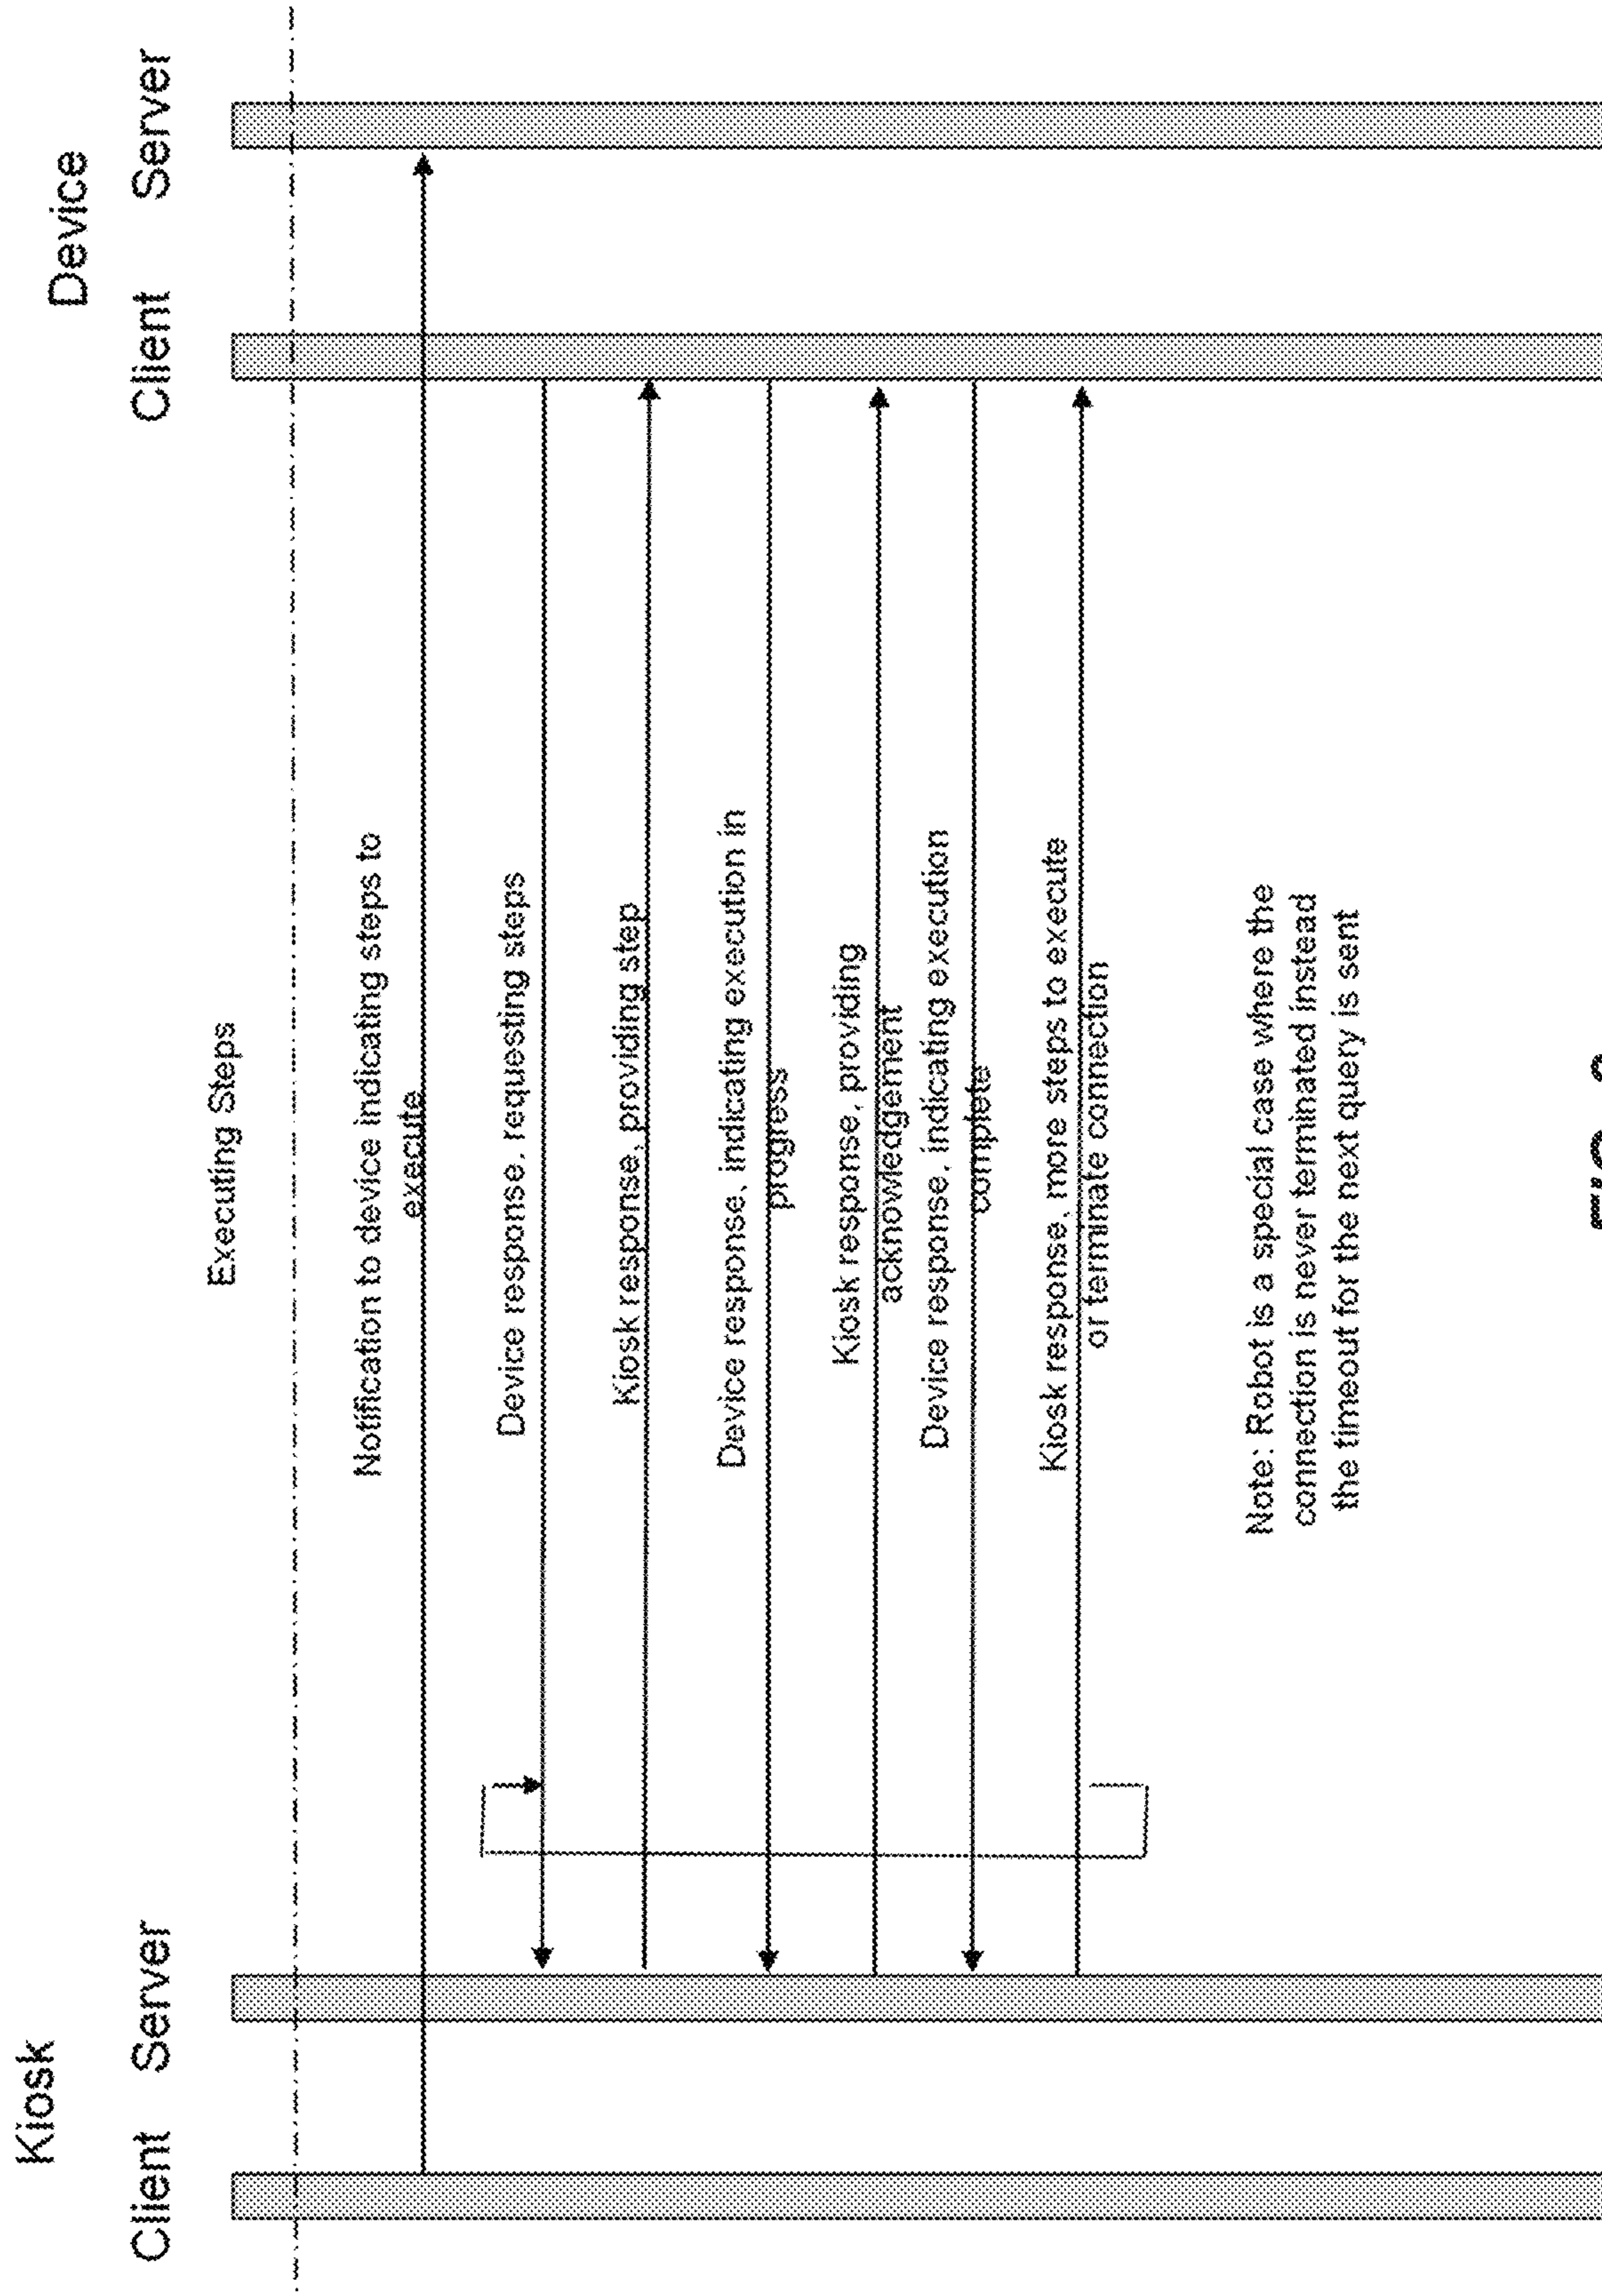 Kiosk
Device
Client
Server
Client
Server
Executing Steps
Notification to device indicating steps to
execute
Device response, requesting steps
Kiosk response, providing step
Device response, indicating execution in
progress
Kiosk response, providing
acknowledgement
Device response, indicating execution
complete
Kiosk response, more steps to execute
or terminate connection
Note: Robot is a special case where the
connection is never terminated instead
the timeout for the next query is sent